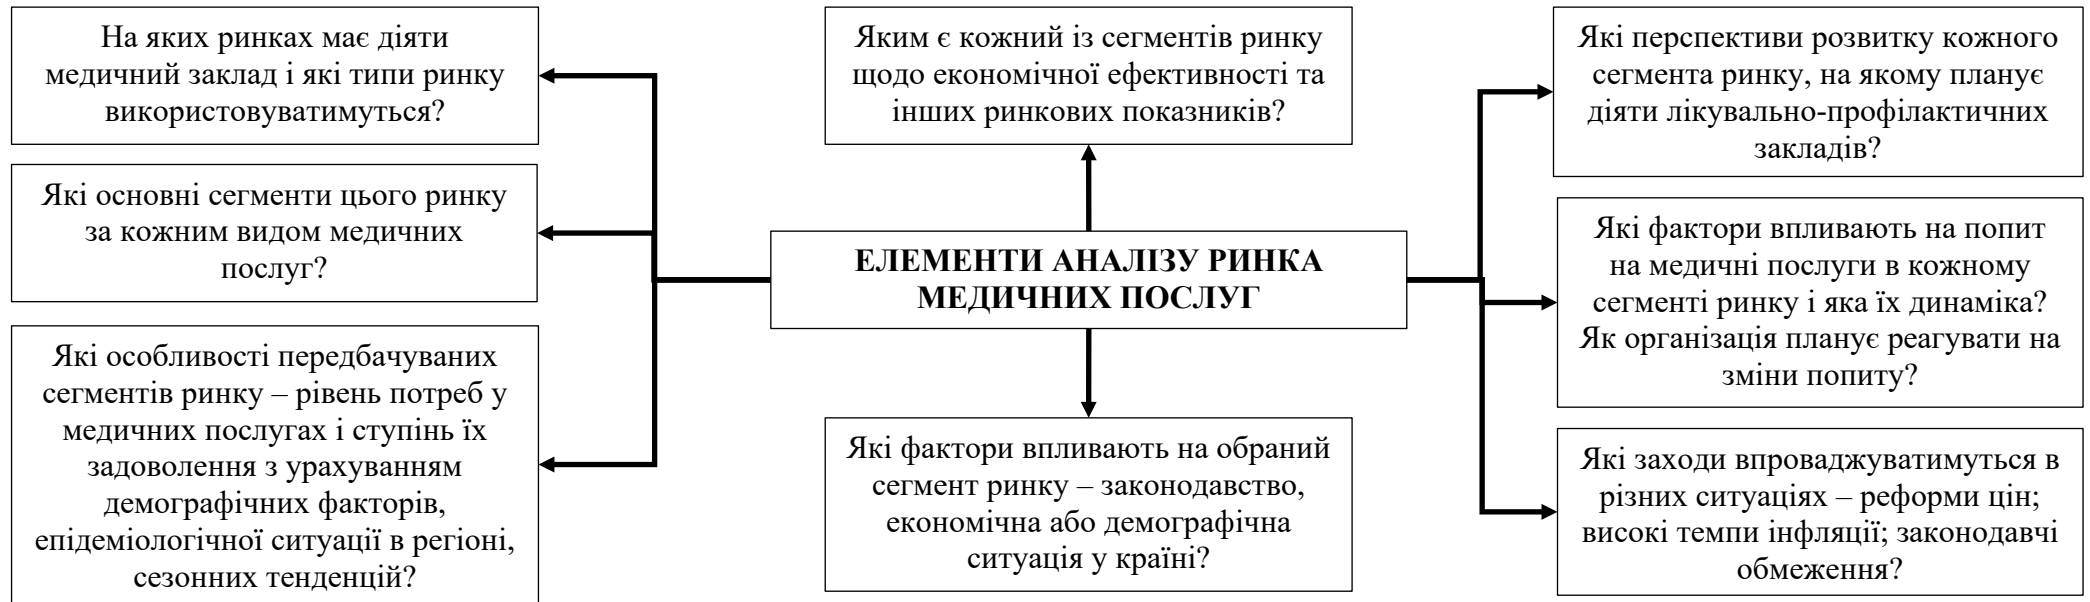 На яких ринках має діяти
медичний заклад і які типи ринку
використовуватимуться?
Які основні сегменти цього ринку
за кожним видом медичних
послуг?
Які особливості передбачуваних
сегментів ринку – рівень потреб у
медичних послугах і ступінь їх
задоволення з урахуванням
демографічних факторів,
епідеміологічної ситуації в регіоні,
сезонних тенденцій?
Яким є кожний із сегментів ринку
щодо економічної ефективності та
інших ринкових показників?
ЕЛЕМЕНТИ АНАЛІЗУ РИНКА
МЕДИЧНИХ ПОСЛУГ
Які фактори впливають на обраний
сегмент ринку – законодавство,
економічна або демографічна
ситуація у країні?
Які перспективи розвитку кожного
сегмента ринку, на якому планує
діяти лікувально-профілактичних
закладів?
Які фактори впливають на попит
на медичні послуги в кожному
сегменті ринку і яка їх динаміка?
Як організація планує реагувати на
зміни попиту?
Які заходи впроваджуватимуться в
різних ситуаціях – реформи цін;
високі темпи інфляції; законодавчі
обмеження?